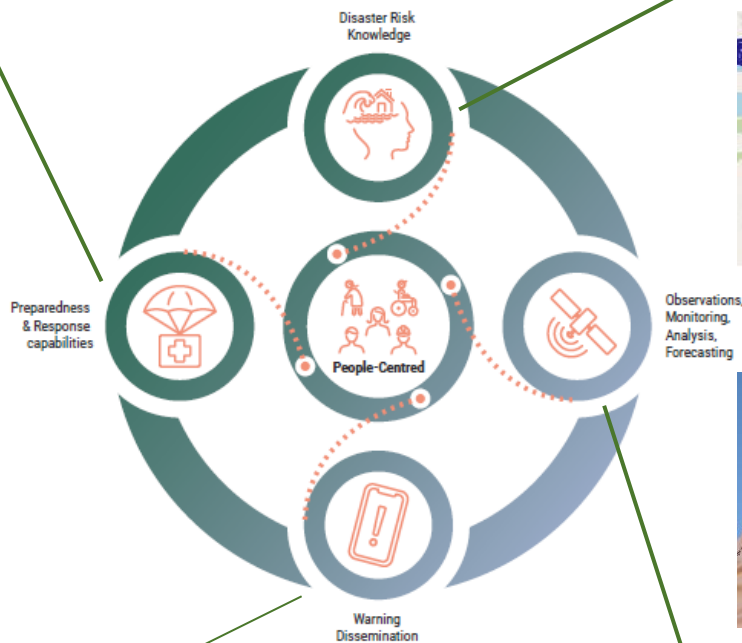 Disaster Risk
Knowledge
Preparedness
& Response
capabilities
People-Centred
Observations,
Monitoring,
Analysis,
Forecasting
Warning
Dissemination